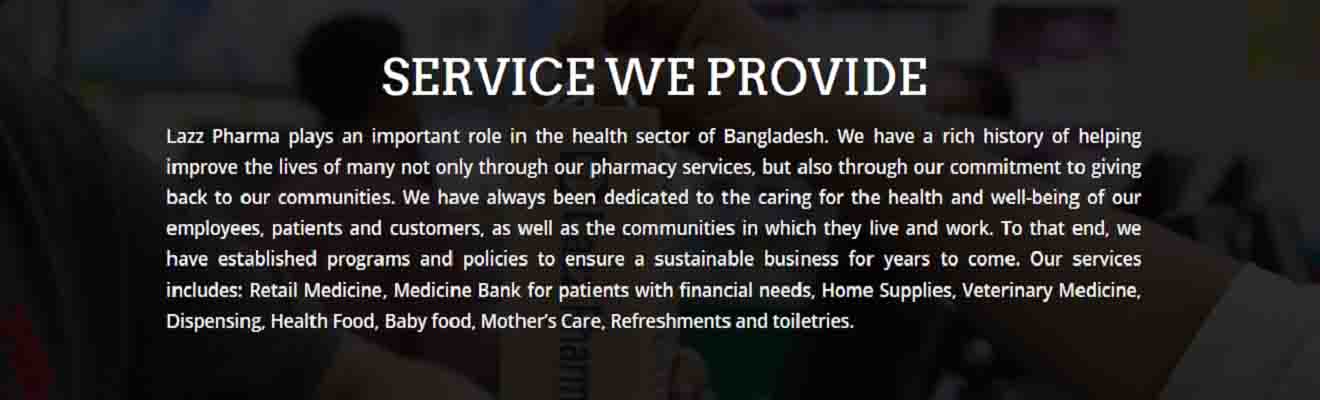 SERVICE WE PROVIDE
Lazz Pharma plays an important role in the health sector of Bangladesh. We have a rich history of helping
improve the lives of many not only through our pharmacy services, but also through our commitment to giving
back to our communities. We have always been dedicated to the caring for the health and well-being of our
employees, patients and customers, as well as the communities in which they live and work. To that end, we
have established programs and policies to ensure a sustainable business for years to come. Our services
includes: Retail Medicine, Medicine Bank for patients with financial needs, Home Supplies, Veterinary Medicine,
Dispensing, Health Food, Baby food, Mother’s Care, Refreshments and toiletries.